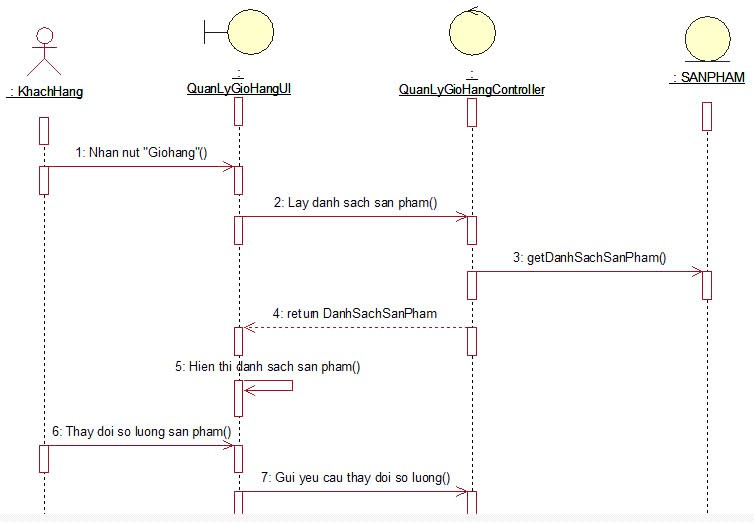 : KhachHang
:
QuanLyGioHangUI
:
QuanLyGioHangController
: SANPHAM
1: Nhan nut "Giohang"()
2: Lay danh sach san pham()
3: getDanhSachSanPham()
4: return DanhSachSanPham
5: Hien thi danh sach san pham()
6: Thay doi so luong san pham()
7: Gui yeu cau thay doi so luong()